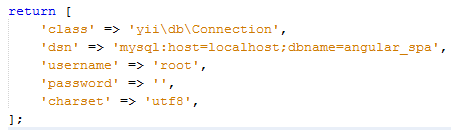 return [
    'class' => 'yii\db\Connection',
    'dsn' => 'mysql:host=localhost;dbname=angular_spa',
    'username' => 'root',
    'password' => '',
    'charset' => 'utf8',
];